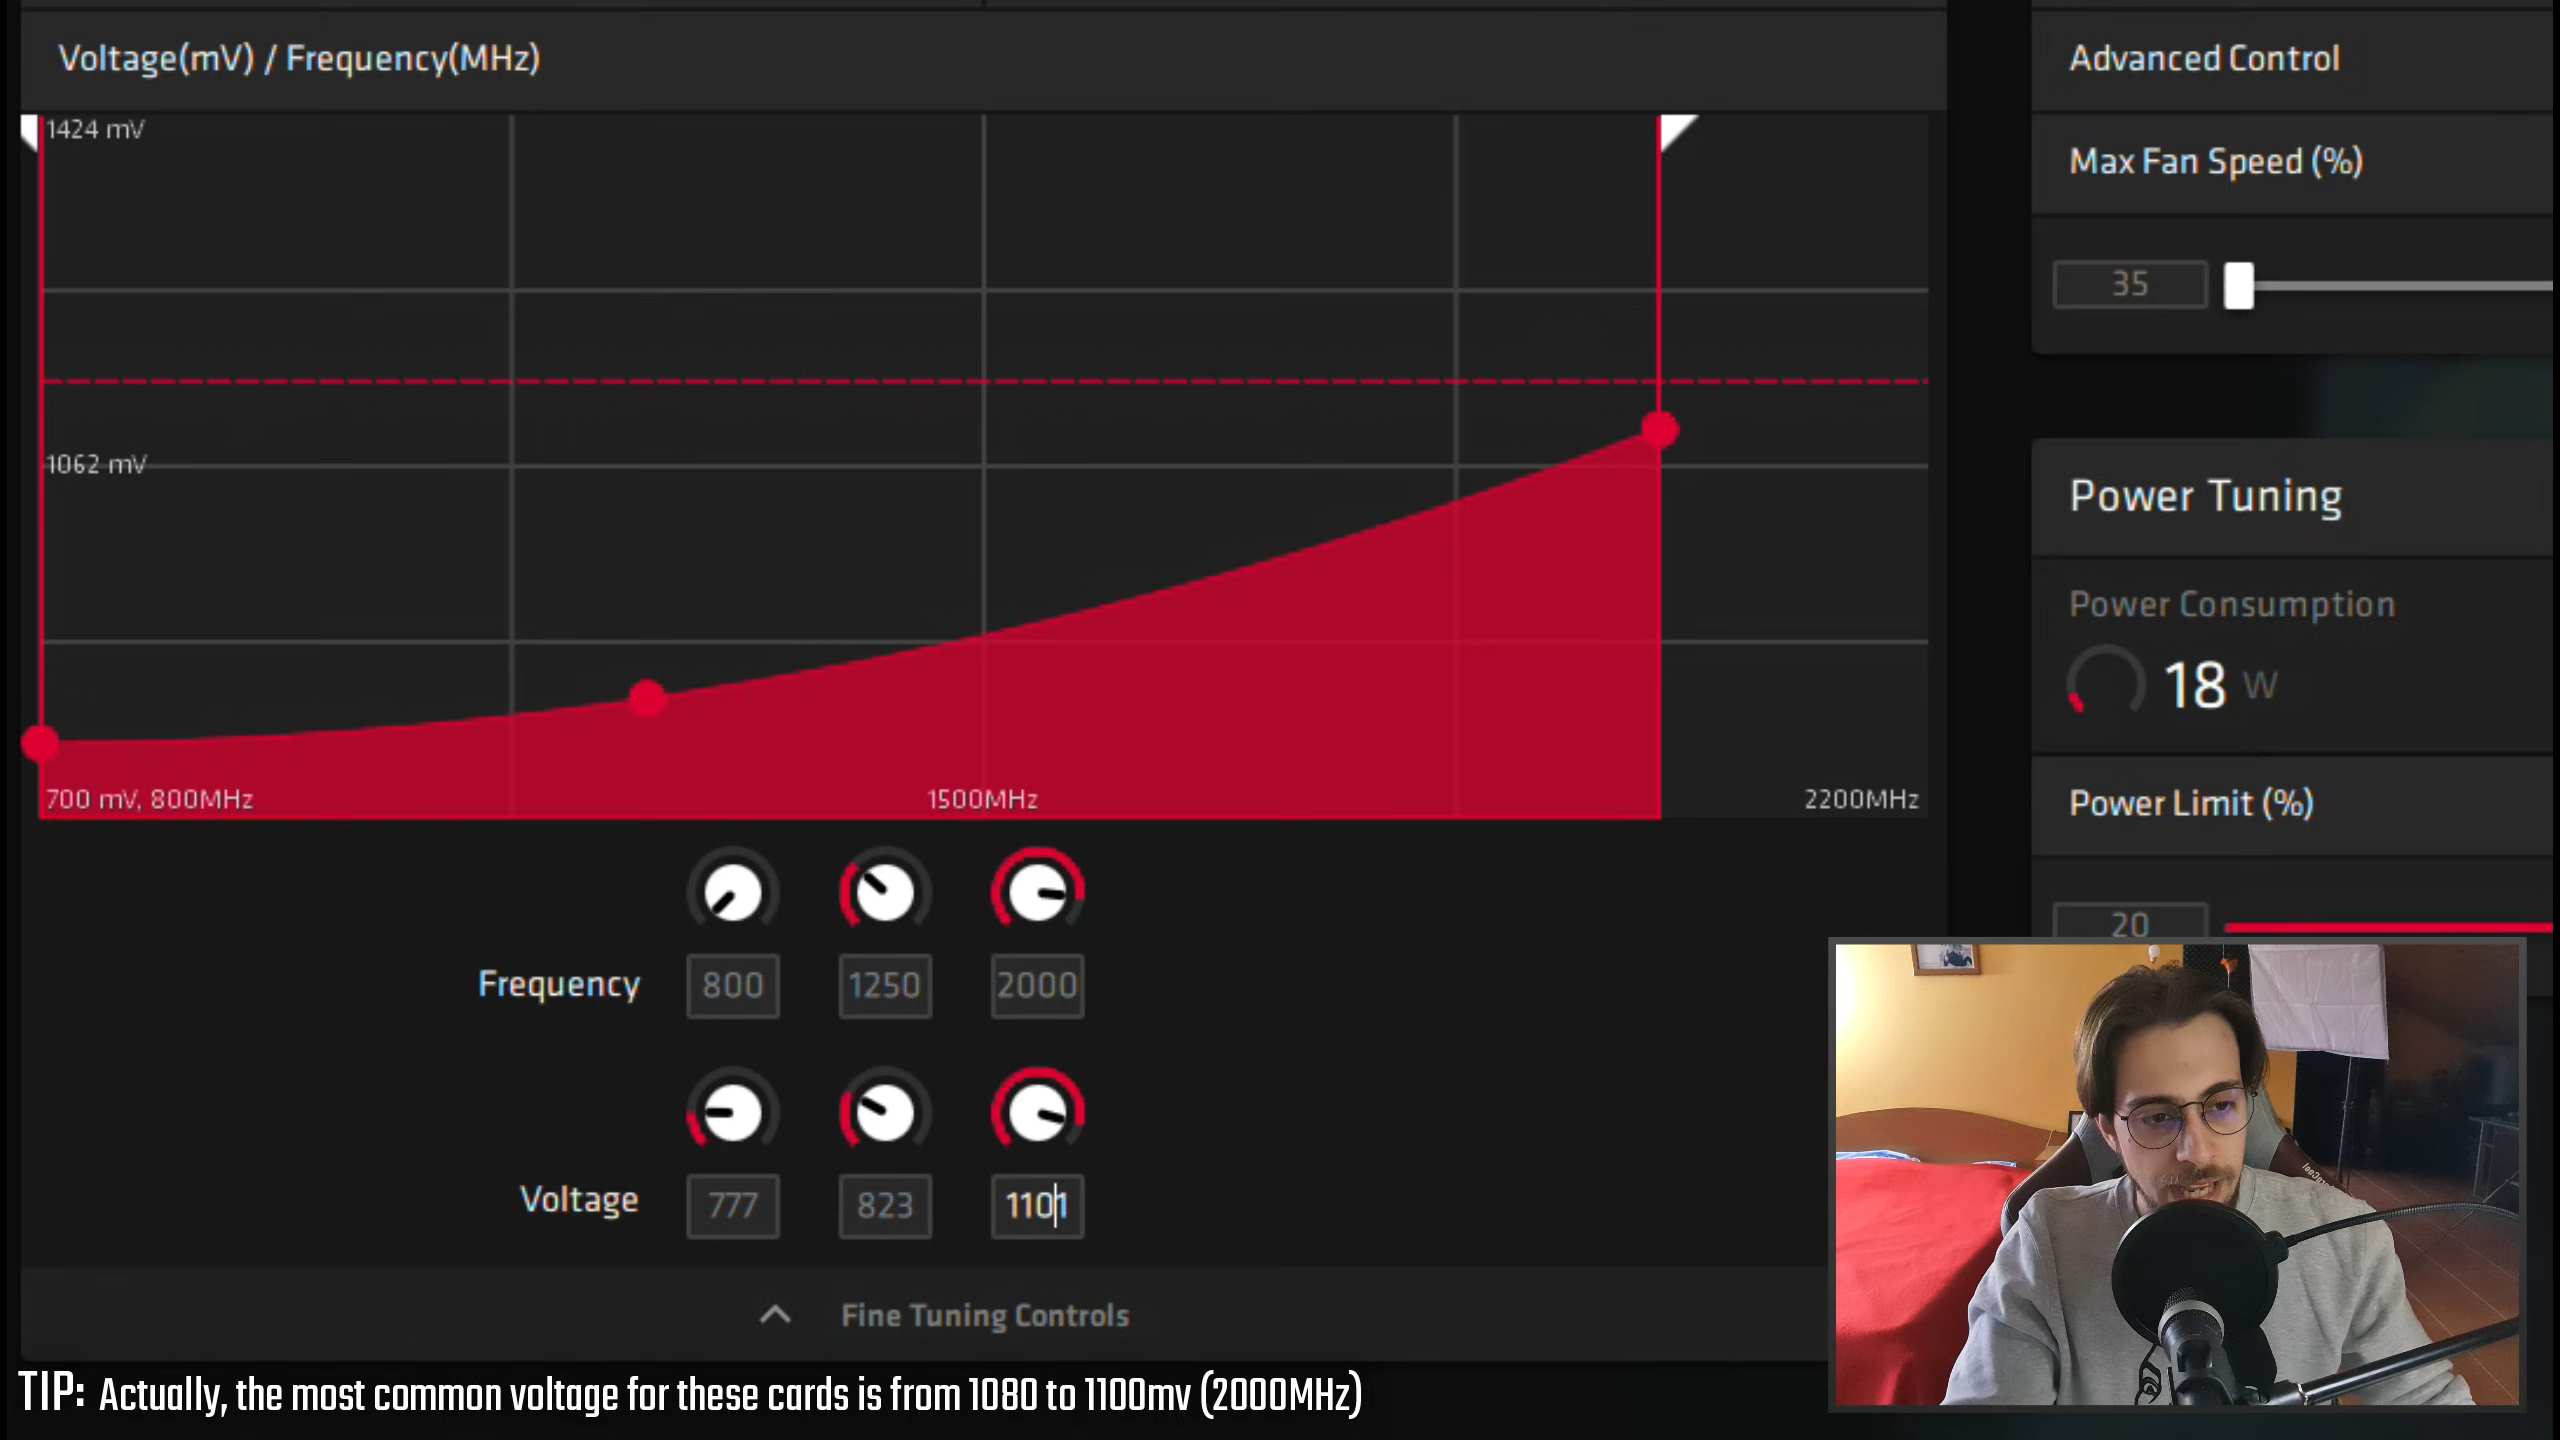 Voltage(mV) / Frequency(MHz)
1424 mV
1062 mV
700 mV, 800MHz
1500MHz
2200MHz
Frequency
800
1250
2000
Voltage
777
823
1101
Fine Tuning Controls
Advanced Control
Max Fan Speed (%)
35
Power Tuning
Power Consumption
18 W
Power Limit (%)
20
TIP: Actually, the most common voltage for these cards is from 1080 to 1100mv (2000MHz)